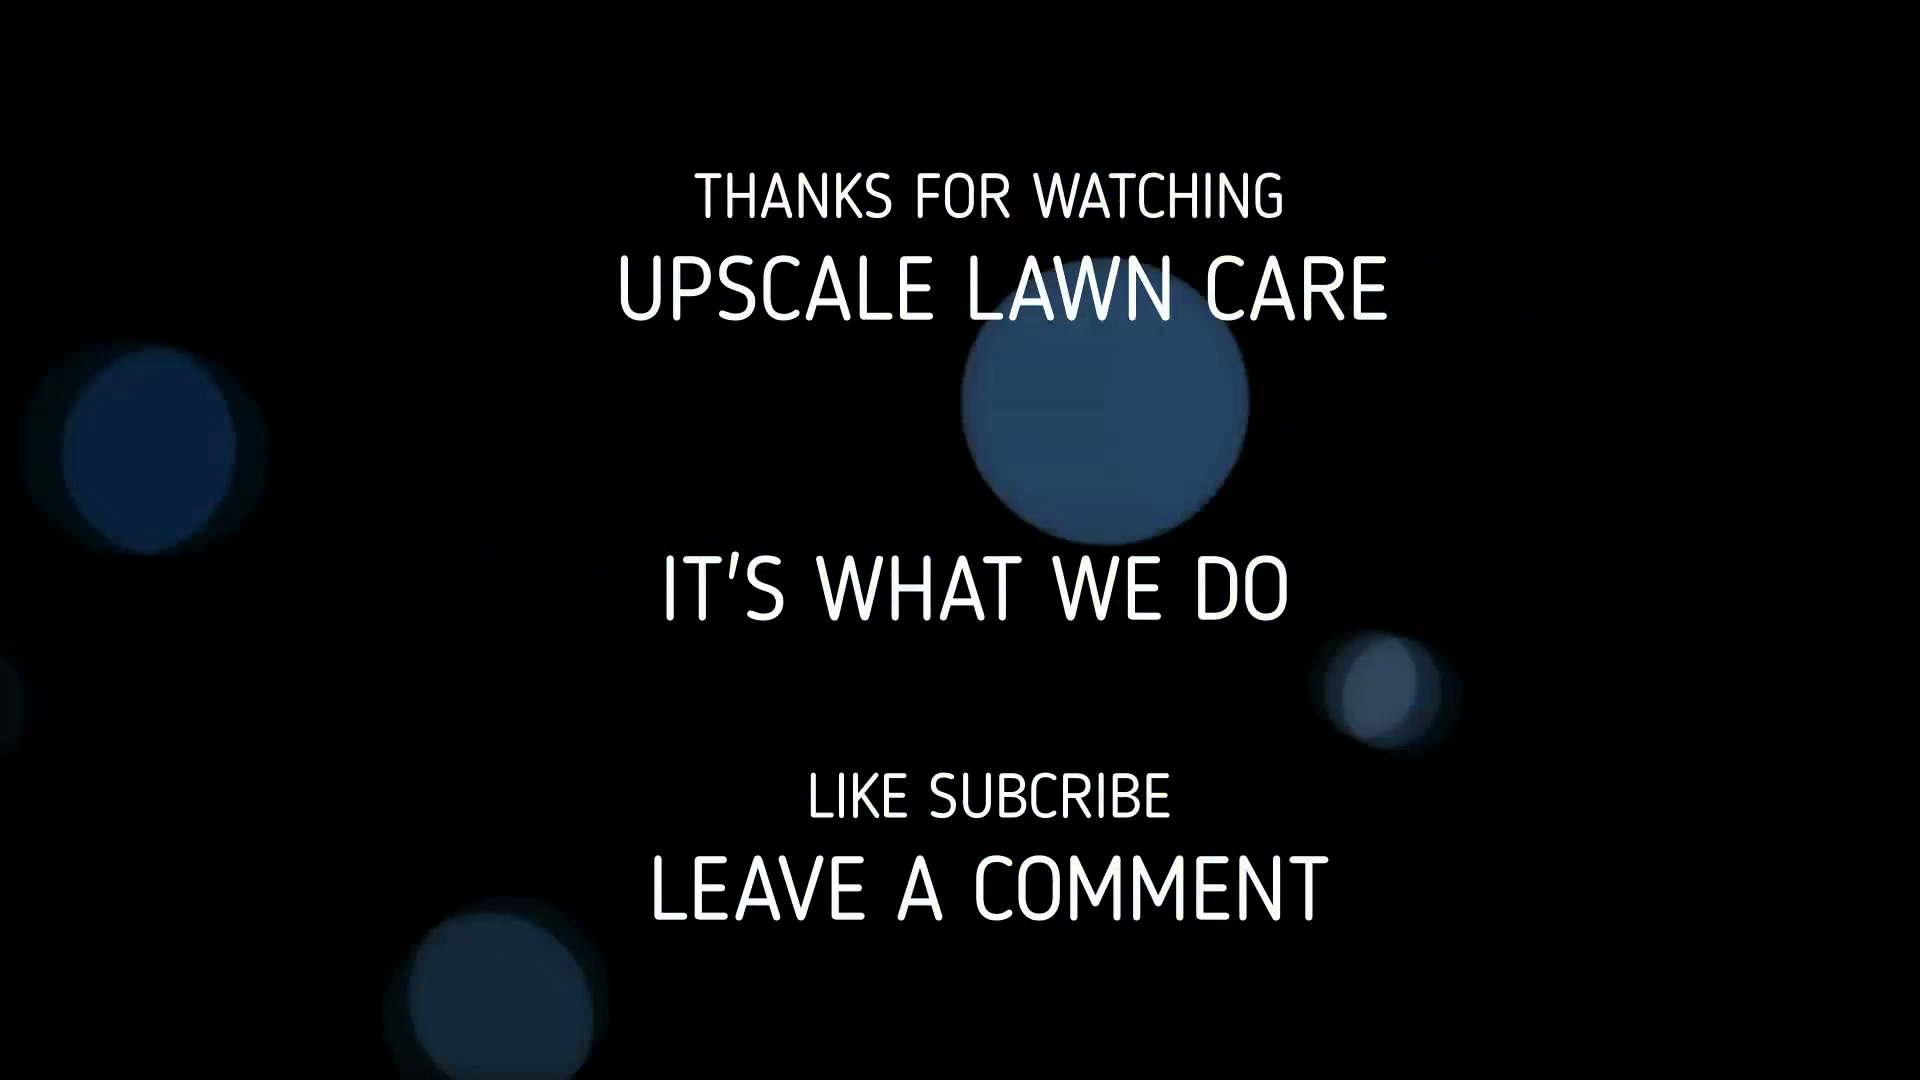 THANKS FOR WATCHING
UPSCALE LAWN CARE
IT'S WHAT WE DO
LIKE SUBCRIBE
LEAVE A COMMENT